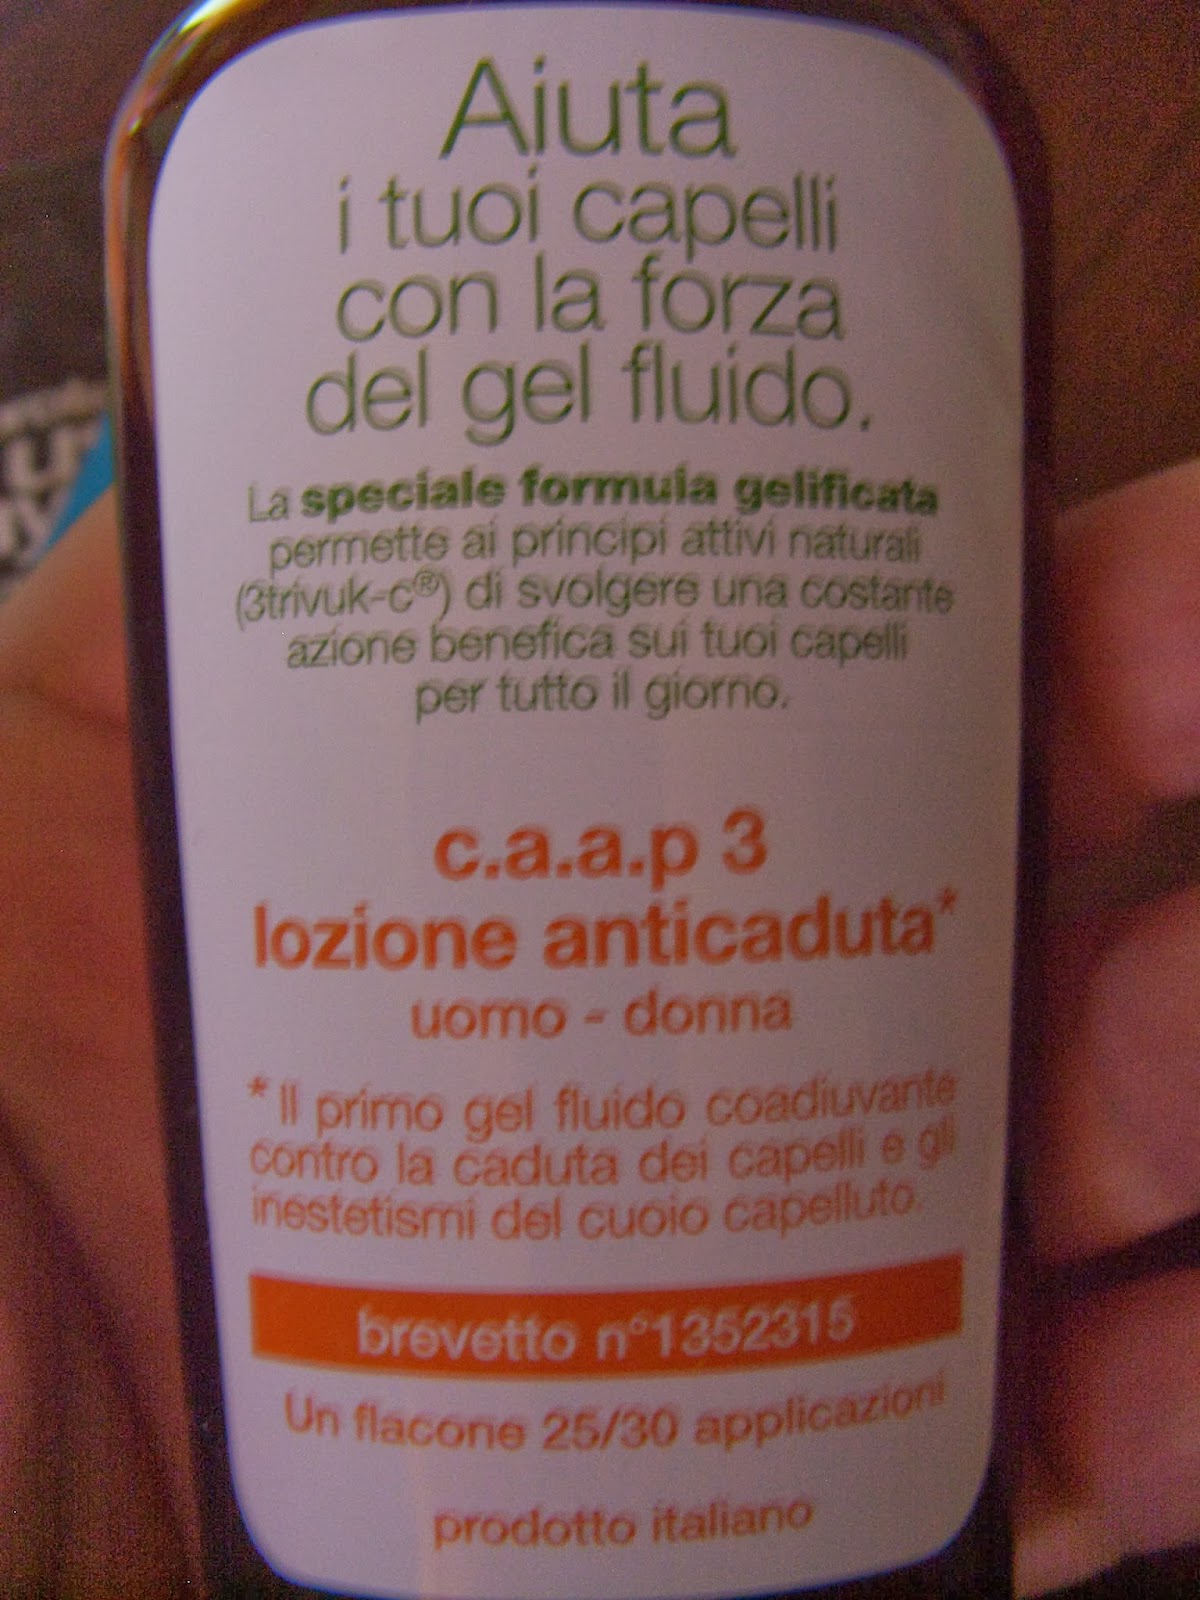 Aiuta
i tuoi capelli
con la forza
del gel fluido.
La speciale formula gelificata
permette ai principi attivi naturali
(3trivuk-c®) di svolgere una costante
azione benefica sui tuoi capelli
per tutto il giorno.
c.a.a.p 3
lozione anticaduta*
uomo - donna
* Il primo gel fluido coadiuvante
contro la caduta dei capelli e gli
inestetismi del cuoio capelluto.
brevetto n°1352315
Un flacone 25/30 applicazioni
prodotto italiano